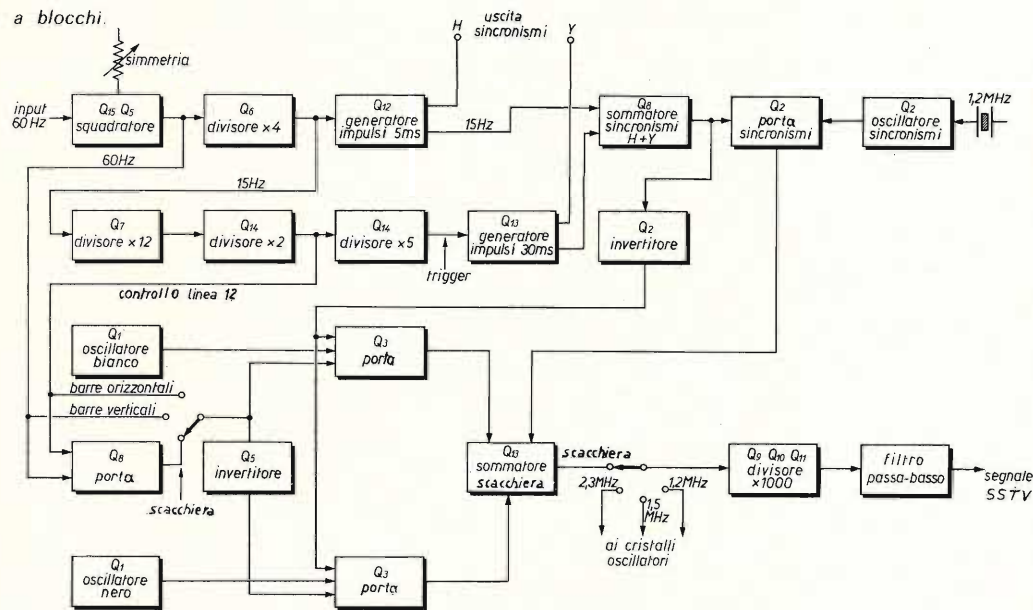 a blocchi.
simmetria
input
60Hz
Q15 Q5
squadratore
Q6
divisore ×4
Q12
generatore
impulsi 5ms
H
uscita
sincronismi
Y
15Hz
Q8
sommatore
sincronismi
H+Y
Q2
porta
sincronismi
Q2
oscillatore
sincronismi
1,2MHz
60Hz
15Hz
Q7
divisore ×12
Q14
divisore ×2
Q14
divisore ×5
trigger
Q13
generatore
impulsi 30ms
Q2
invertitore
controllo linea 12
Q1
oscillatore
bianco
Q3
porta
barre orizzontali
barre verticali
Q8
porta
scacchiera
Q5
invertitore
Q13
sommatore
scacchiera
scacchiera
2,3MHz
1,5
MHz
1,2MHz
ai cristalli
oscillatori
Q9 Q10 Q11
divisore
×1000
filtro
passa-basso
segnale
SSTV
Q1
oscillatore
nero
Q3
porta